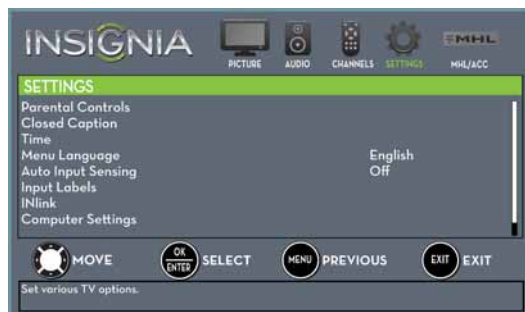 INSIGNIA
PICTURE AUDIO CHANNELS SETTINGS MHL MHL/ACC
SETTINGS
Parental Controls
Closed Caption
Time
Menu Language English
Auto Input Sensing Off
Input Labels
INlink
Computer Settings
MOVE OK ENTER SELECT MENU PREVIOUS EXIT EXIT
Set various TV options.